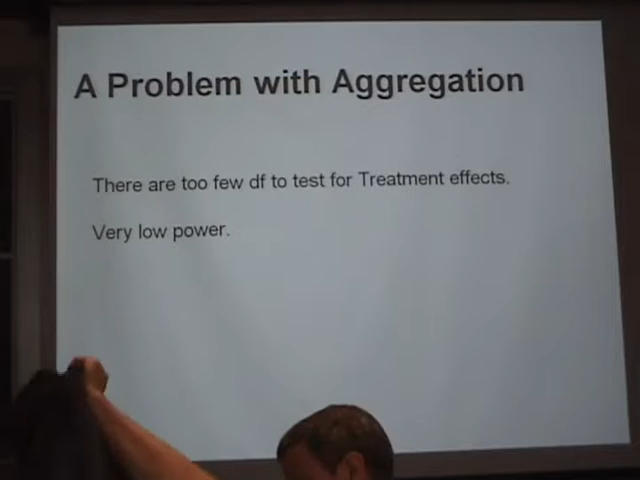 A Problem with Aggregation
There are too few df to test for Treatment effects.
Very low power.